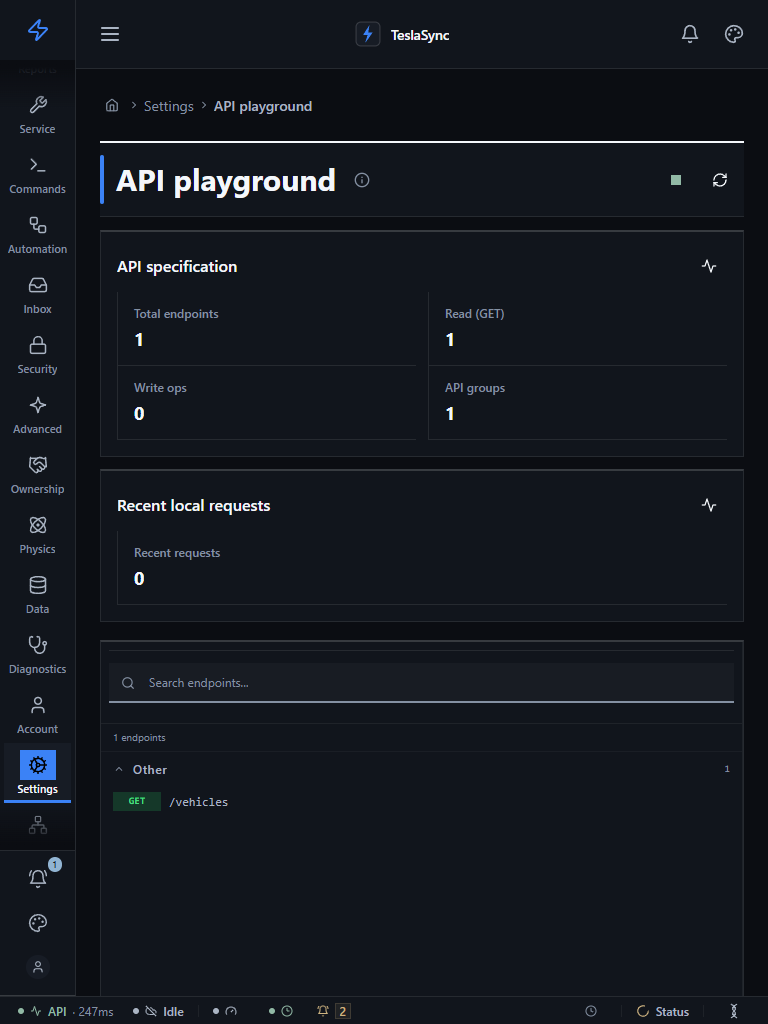 TeslaSync
Settings
API playground
Service
Commands
Automation
Inbox
Security
Advanced
Ownership
Physics
Data
Diagnostics
Account
Settings
1
API playground
API specification
Total endpoints
1
Read (GET)
1
Write ops
0
API groups
1
Recent local requests
Recent requests
0
Search endpoints...
1 endpoints
Other
1
GET /vehicles
API · 247ms
Idle
2
Status